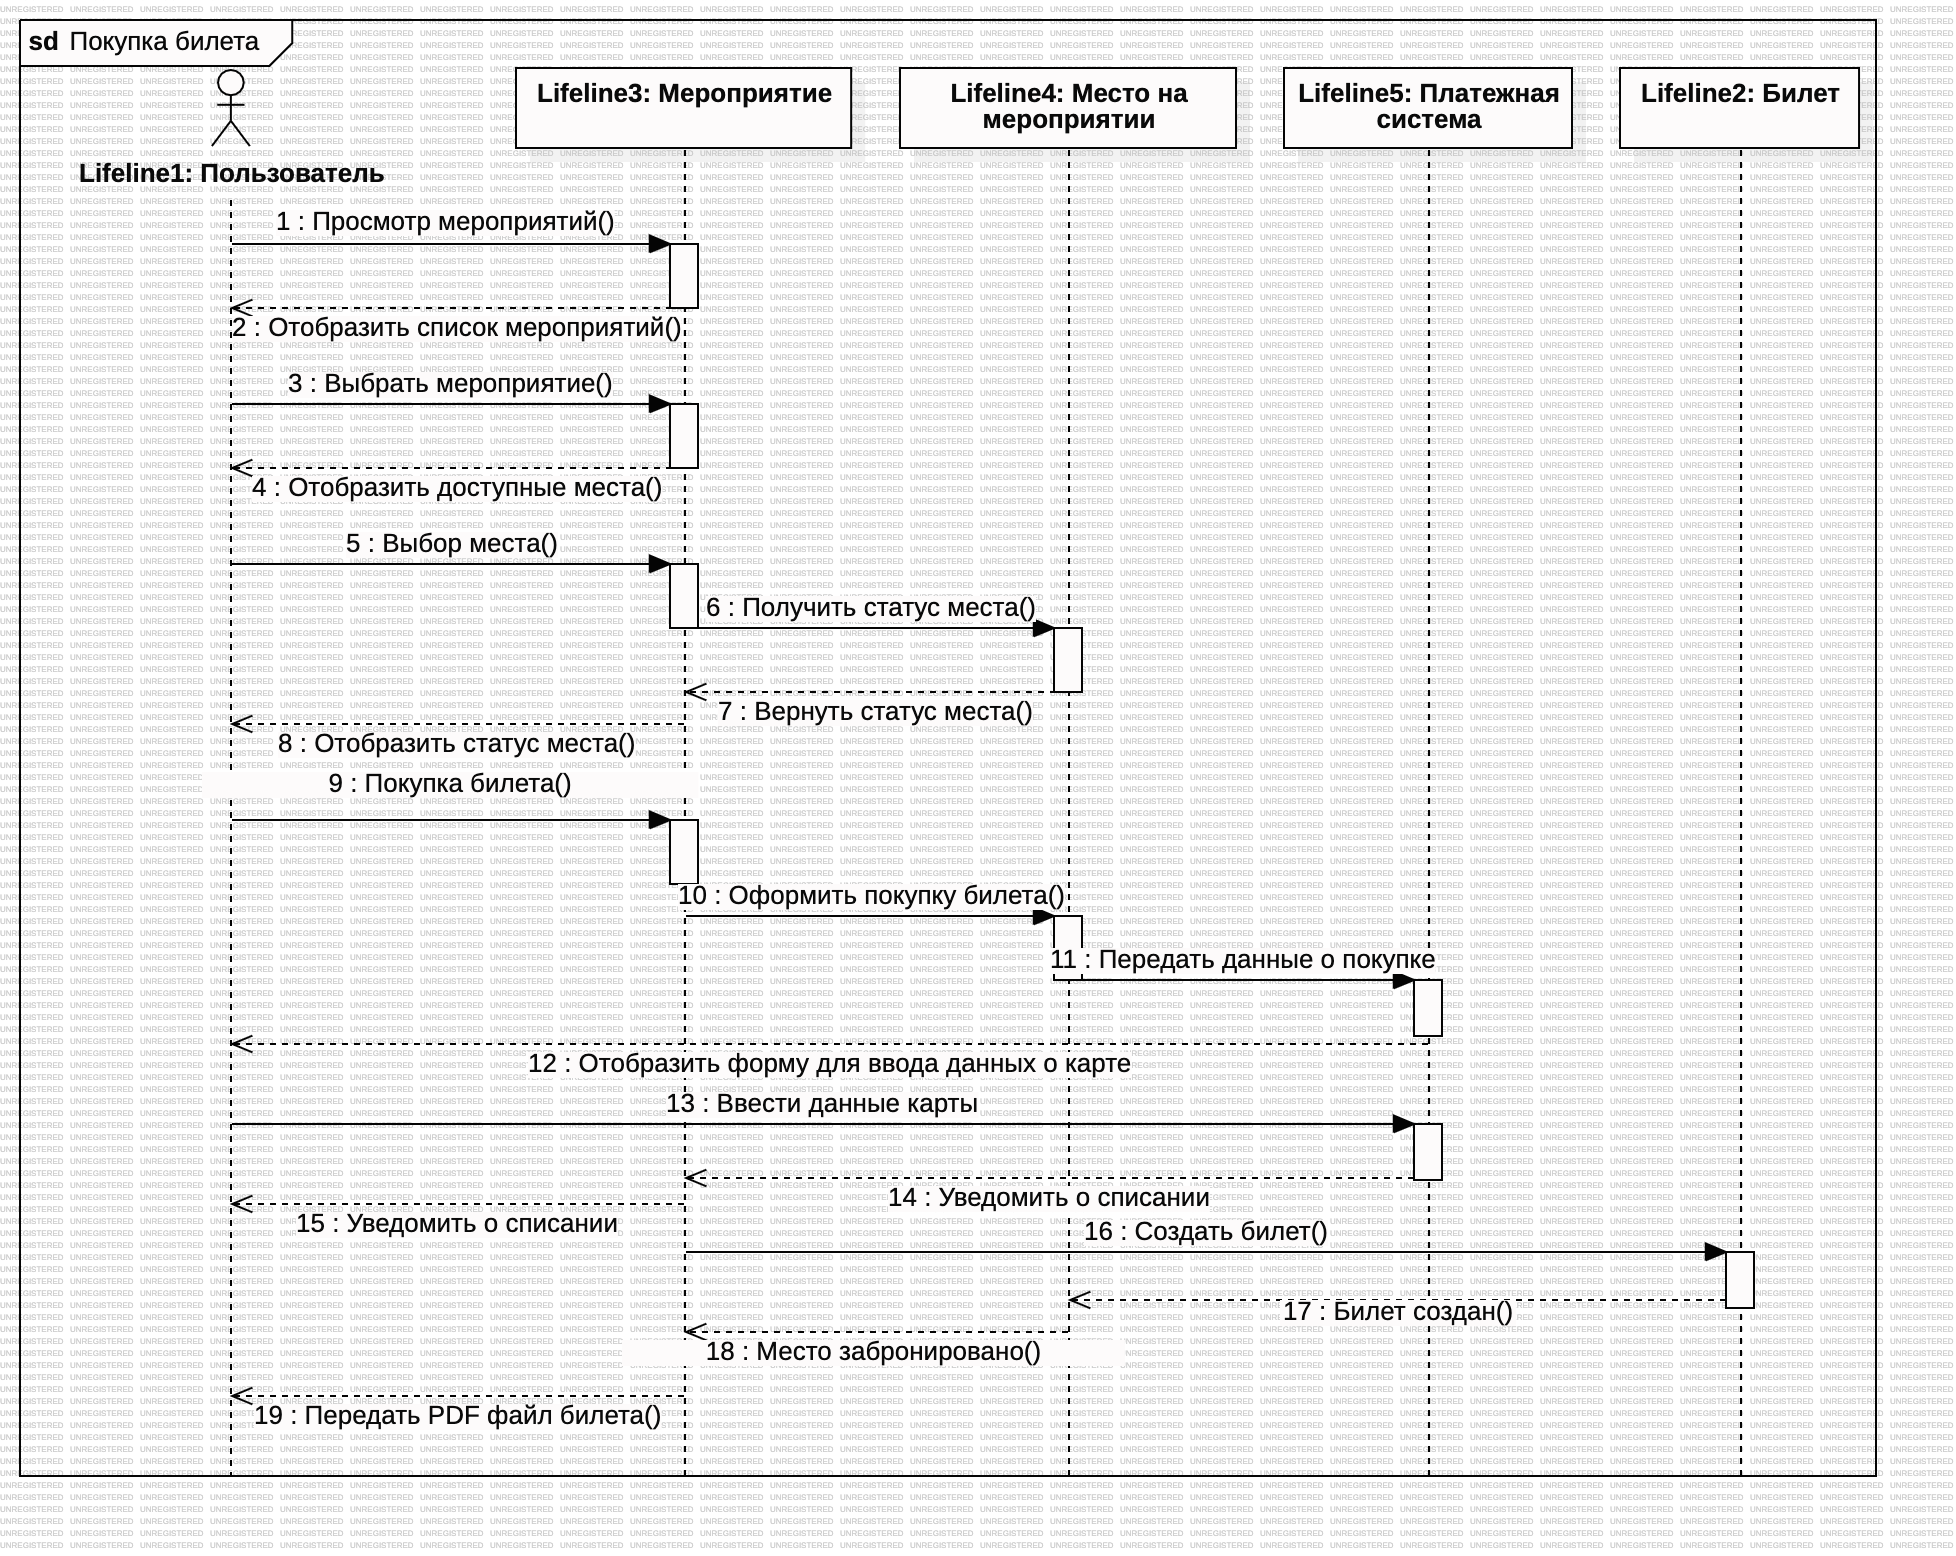 sd Покупка билета
Lifeline1: Пользователь
Lifeline3: Мероприятие
Lifeline4: Место на
мероприятии
Lifeline5: Платежная
система
Lifeline2: Билет
1 : Просмотр мероприятий()
2 : Отобразить список мероприятий()
3 : Выбрать мероприятие()
4 : Отобразить доступные места()
5 : Выбор места()
6 : Получить статус места()
7 : Вернуть статус места()
8 : Отобразить статус места()
9 : Покупка билета()
10 : Оформить покупку билета()
11 : Передать данные о покупке
12 : Отобразить форму для ввода данных о карте
13 : Ввести данные карты
14 : Уведомить о списании
15 : Уведомить о списании
16 : Создать билет()
17 : Билет создан()
18 : Место забронировано()
19 : Передать PDF файл билета()
UNREGISTERED